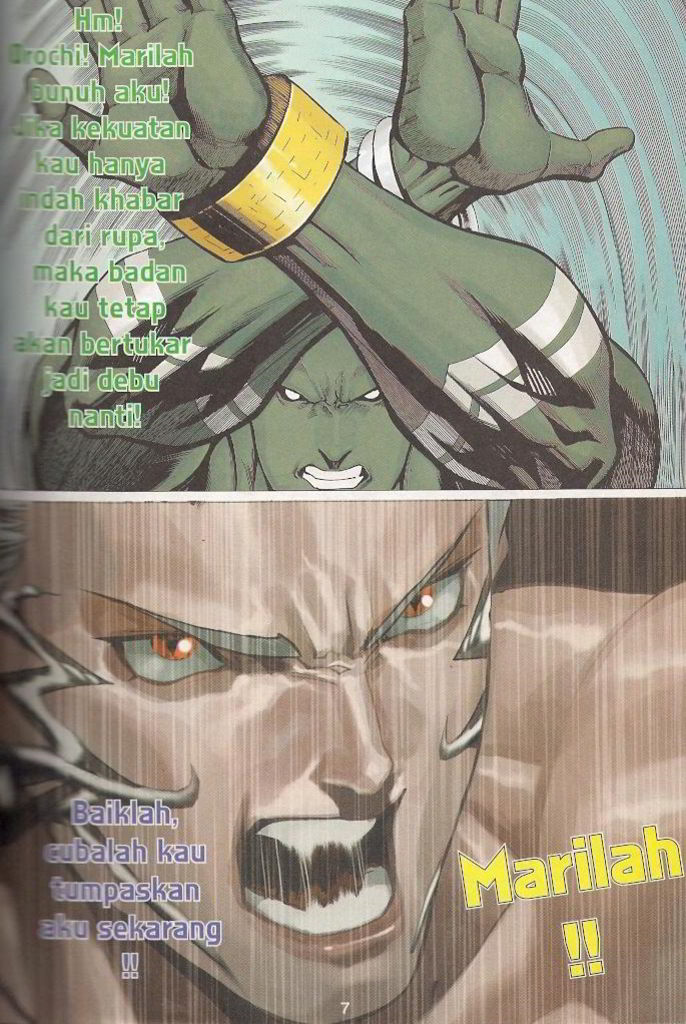 Hm!
Orochi! Marilah
bunuh aku!
Jika kekuatan
kau hanya
indah khabar
dari rupa,
maka badan
kau tetap
akan bertukar
jadi debu
nanti!
Baiklah,
cubalah kau
tumpaskan
aku sekarang
!!
Marilah
!!
7